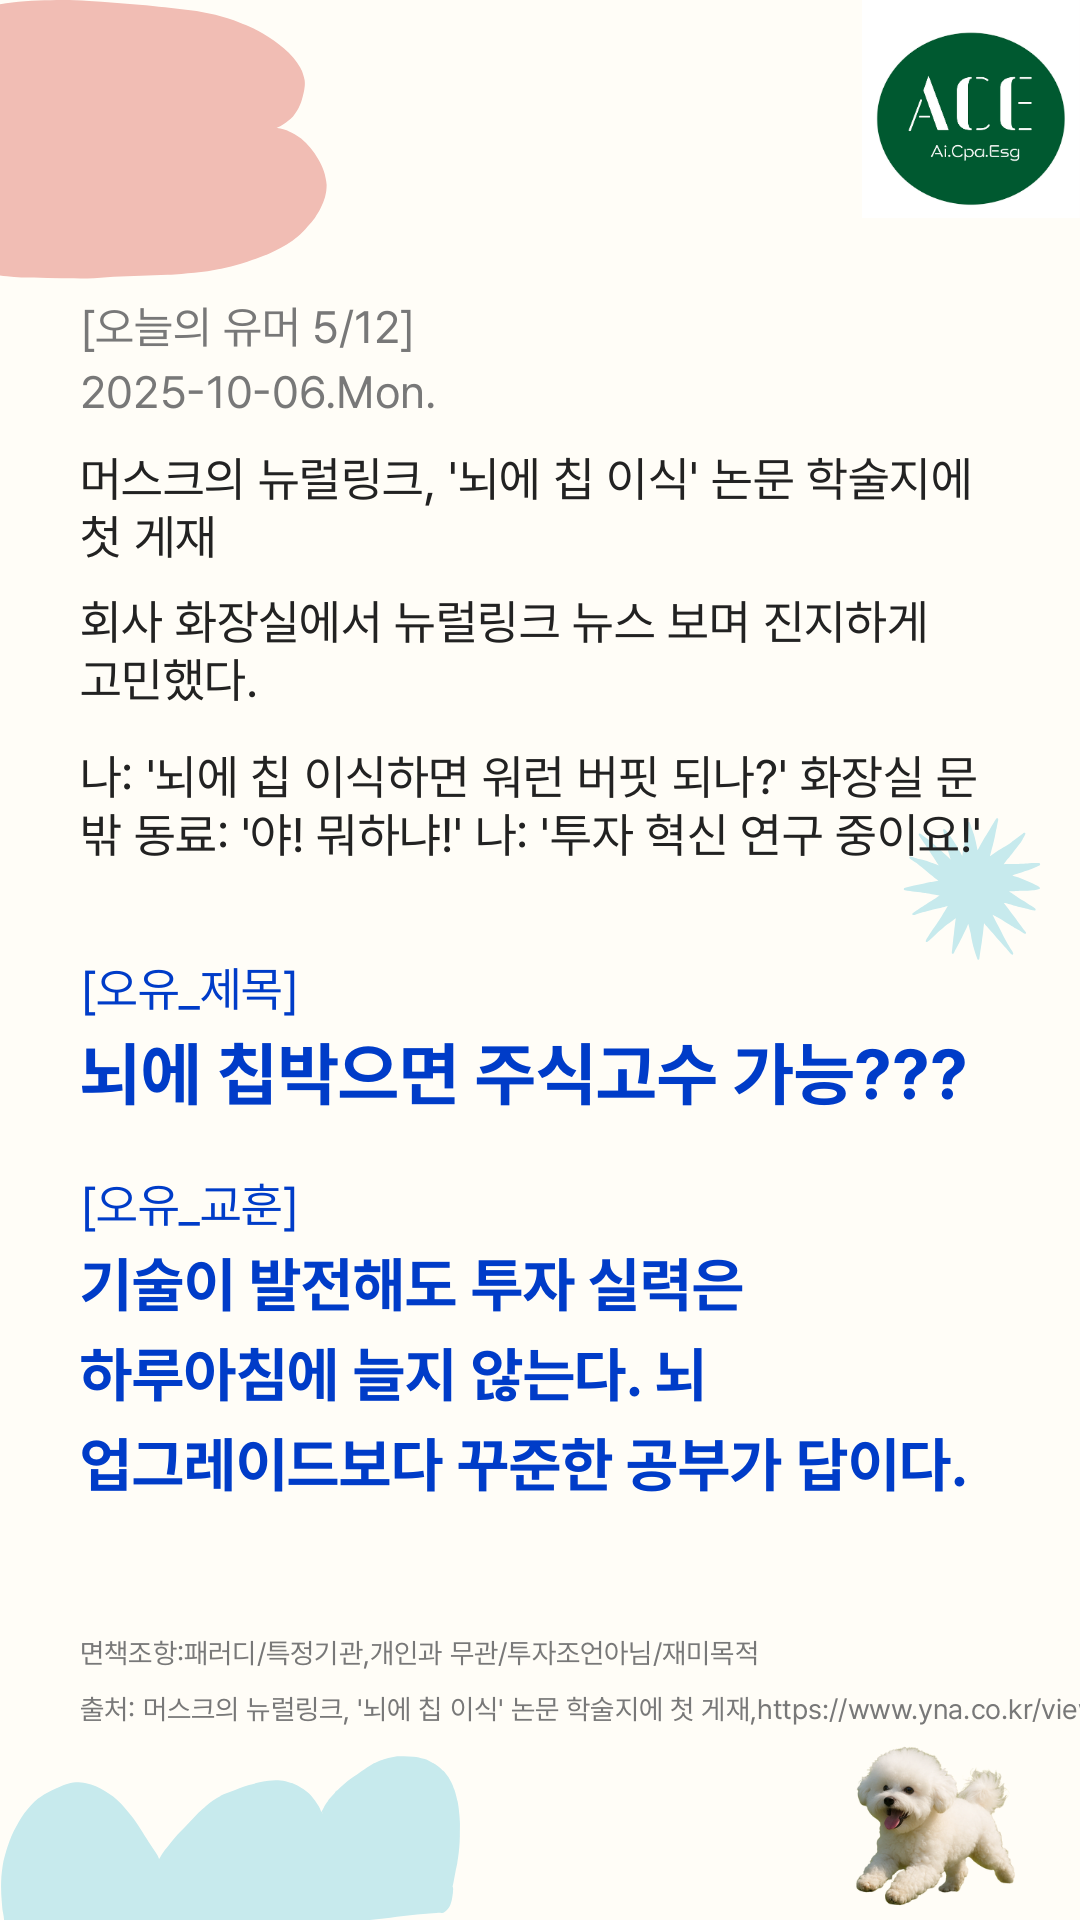 ACE
Ai.Cpa.Esg
[오늘의 유머 5/12]
2025-10-06.Mon.
머스크의 뉴럴링크, '뇌에 칩 이식' 논문 학술지에
첫 게재
회사 화장실에서 뉴럴링크 뉴스 보며 진지하게
고민했다.
나: '뇌에 칩 이식하면 워런 버핏 되나?' 화장실 문
밖 동료: '야! 뭐하냐!' 나: '투자 혁신 연구 중이요!'
[오유_제목]
뇌에 칩박으면 주식고수 가능???
[오유_교훈]
기술이 발전해도 투자 실력은
하루아침에 늘지 않는다. 뇌
업그레이드보다 꾸준한 공부가 답이다.
면책조항:패러디/특정기관,개인과 무관/투자조언아님/재미목적
출처: 머스크의 뉴럴링크, '뇌에 칩 이식' 논문 학술지에 첫 게재,https://www.yna.co.kr/vie